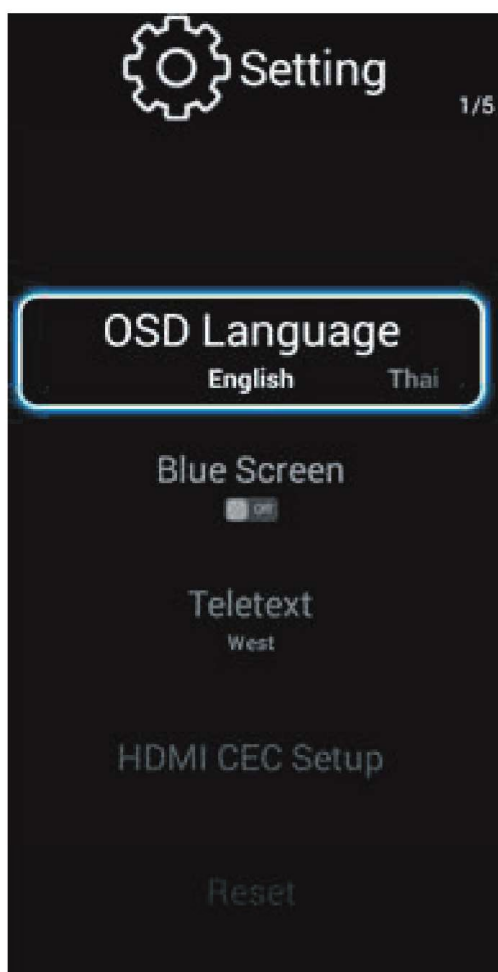 Setting
1/5
OSD Language
English Thai
Blue Screen
Off
Teletext
West
HDMI CEC Setup
Reset